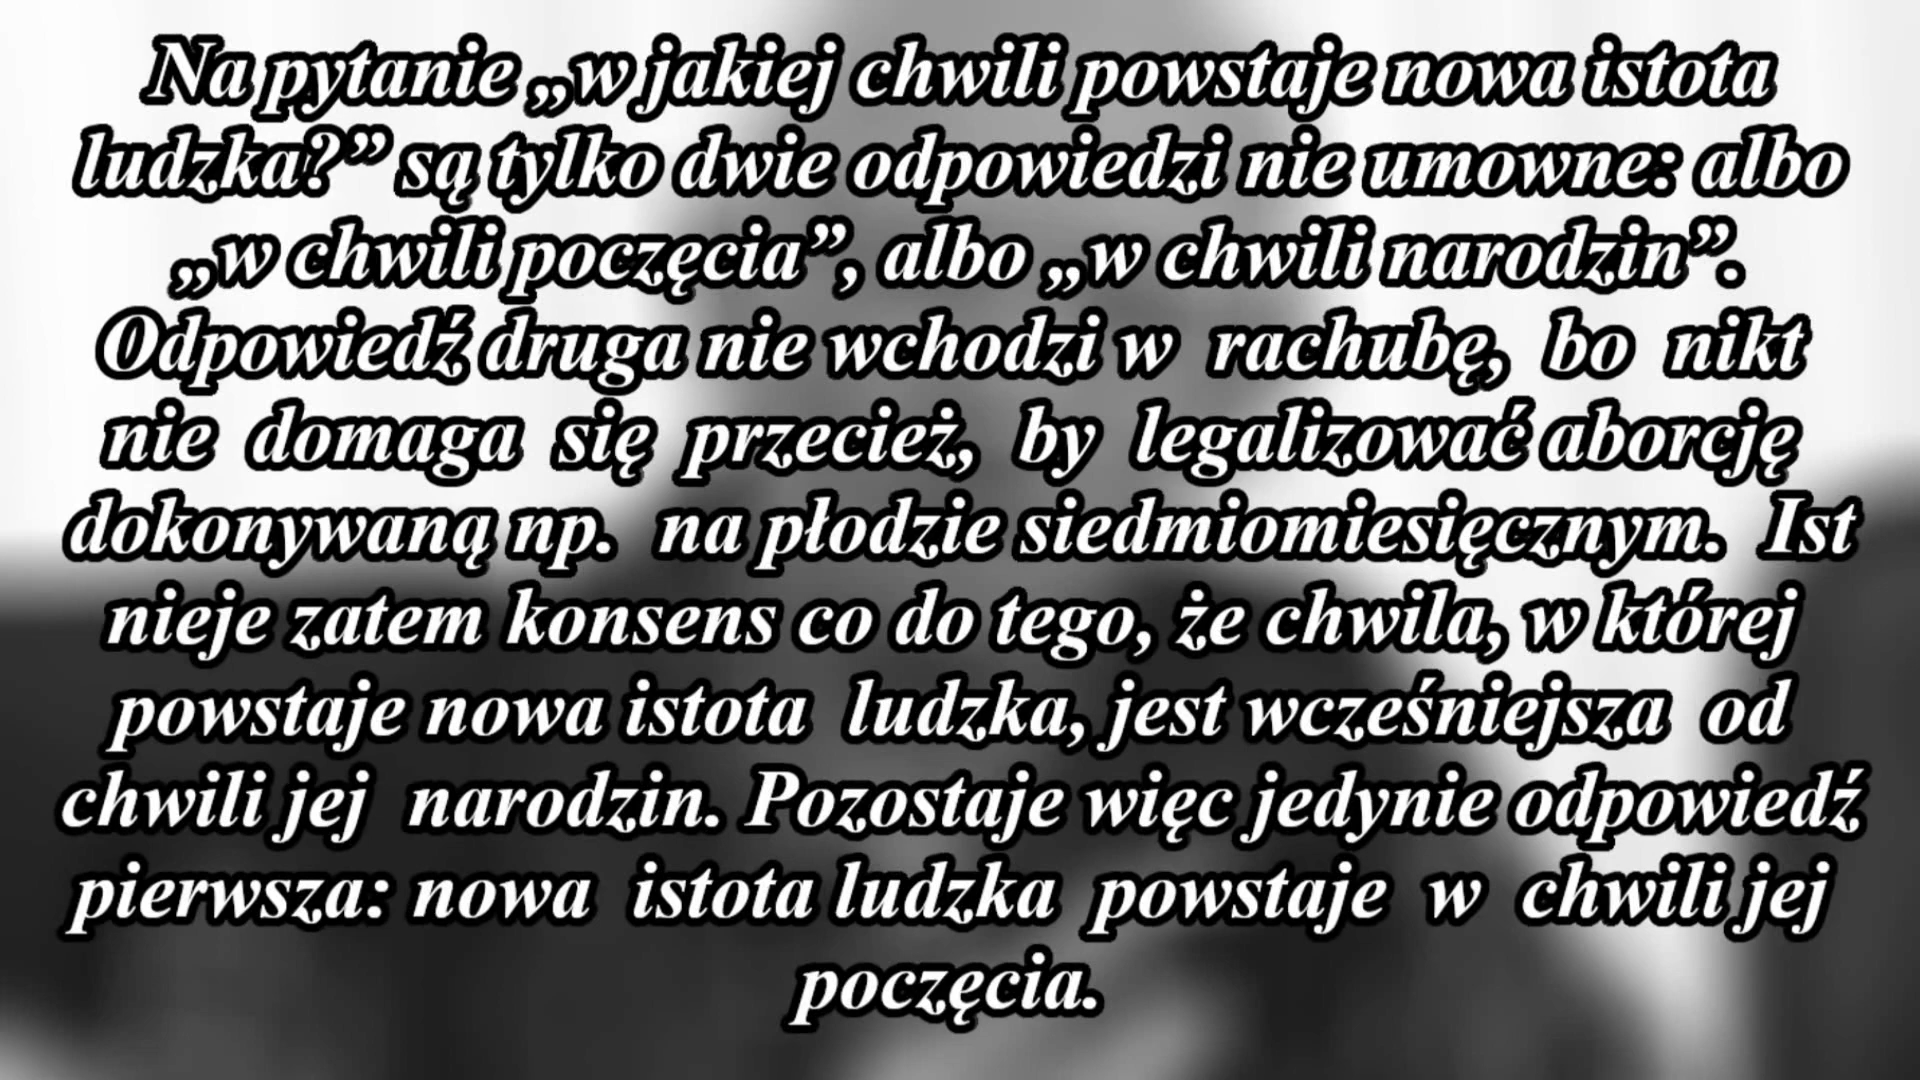 Na pytanie „w jakiej chwili powstaje nowa istota
ludzka?” są tylko dwie odpowiedzi nie umowne: albo
„w chwili poczęcia”, albo „w chwili narodzin”.
Odpowiedź druga nie wchodzi w rachubę, bo nikt
nie domaga się przecież, by legalizować aborcję
dokonywaną np. na płodzie siedmiomiesięcznym. Ist
nieje zatem konsens co do tego, że chwila, w której
powstaje nowa istota ludzka, jest wcześniejsza od
chwili jej narodzin. Pozostaje więc jedynie odpowiedź
pierwsza: nowa istota ludzka powstaje w chwili jej
poczęcia.